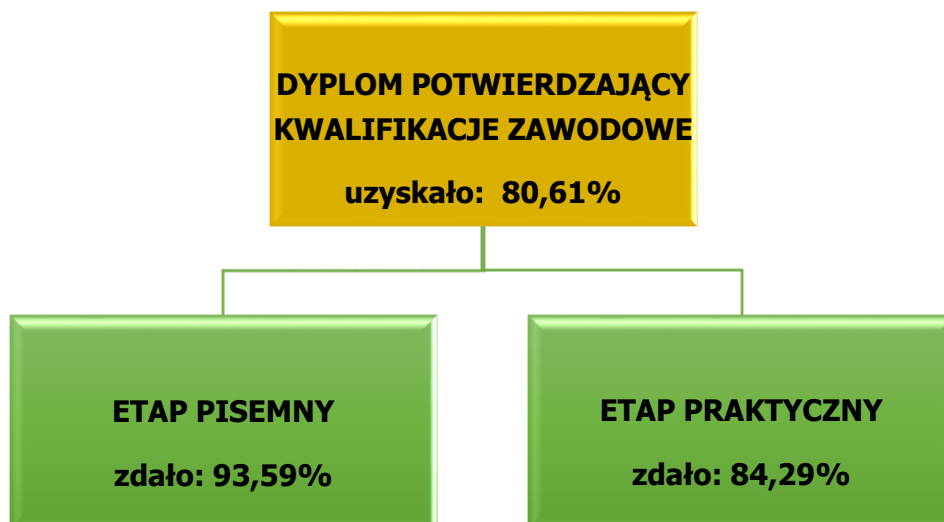 DYPLOM POTWIERDZAJĄCY
KWALIFIKACJE ZAWODOWE
uzyskało: 80,61%
ETAP PISEMNY
zdało: 93,59%
ETAP PRAKTYCZNY
zdało: 84,29%